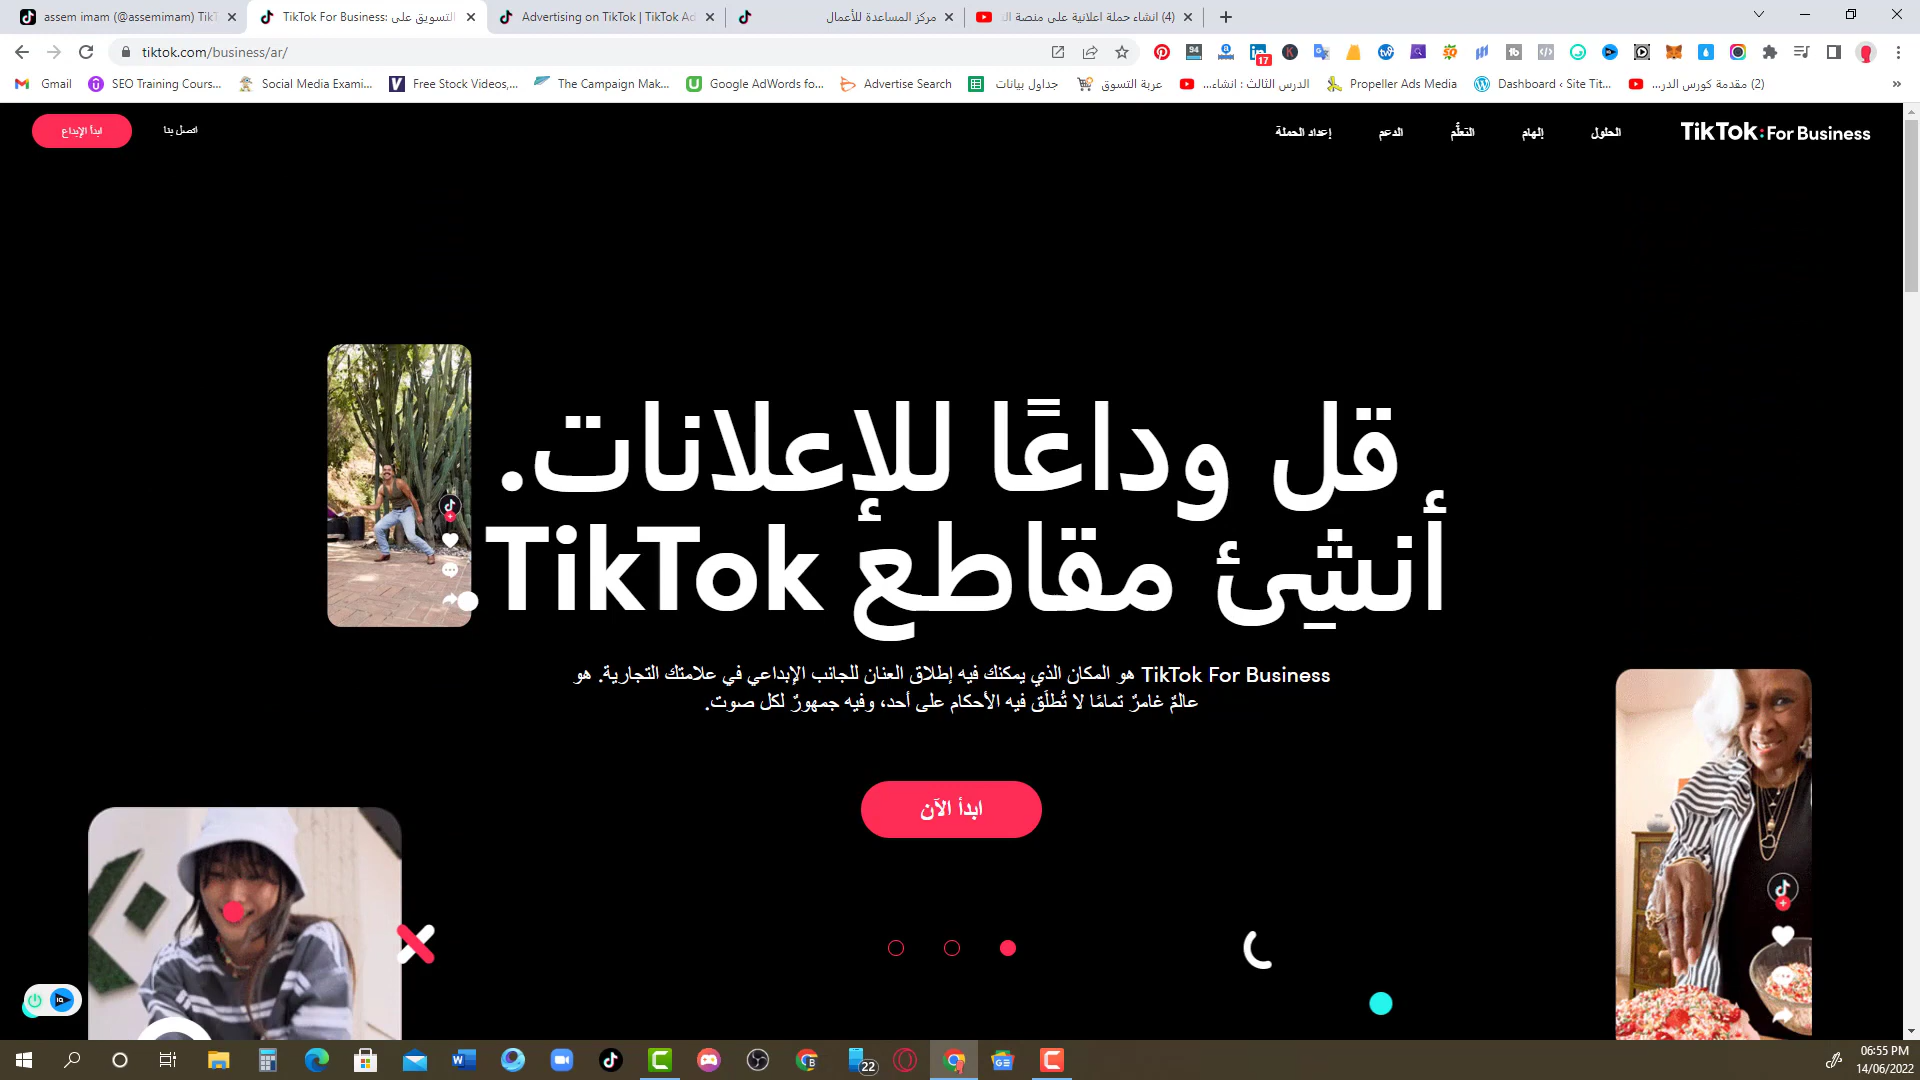 assem imam (@assemimam) TikT
TikTok For Business: التسويق على
Advertising on TikTok | TikTok Ad
مركز المساعدة للأعمال
(4) انشاء حملة اعلانية على منصة ال
tiktok.com/business/ar/
94
17
Gmail
SEO Training Cours...
Social Media Exami...
Free Stock Videos,...
The Campaign Mak...
Google AdWords fo...
Advertise Search
جداول بيانات
عربة التسوق
الدرس الثالث : انشاء...
Propeller Ads Media
Dashboard ‹ Site Tit...
(2) مقدمة كورس الدر...
TikTok: For Business
الحلول
إلهام
التعلُّم
الدعم
إعداد الحملة
اتصل بنا
ابدأ الإبداع
قل وداعًا للإعلانات.
أنشِئ مقاطع TikTok
TikTok For Business هو المكان الذي يمكنك فيه إطلاق العنان للجانب الإبداعي في علامتك التجارية. هو
عالمٌ غامرٌ تمامًا لا تُطلَق فيه الأحكام على أحد، وفيه جمهورٌ لكل صوت.
ابدأ الآن
22
06:55 PM
14/06/2022